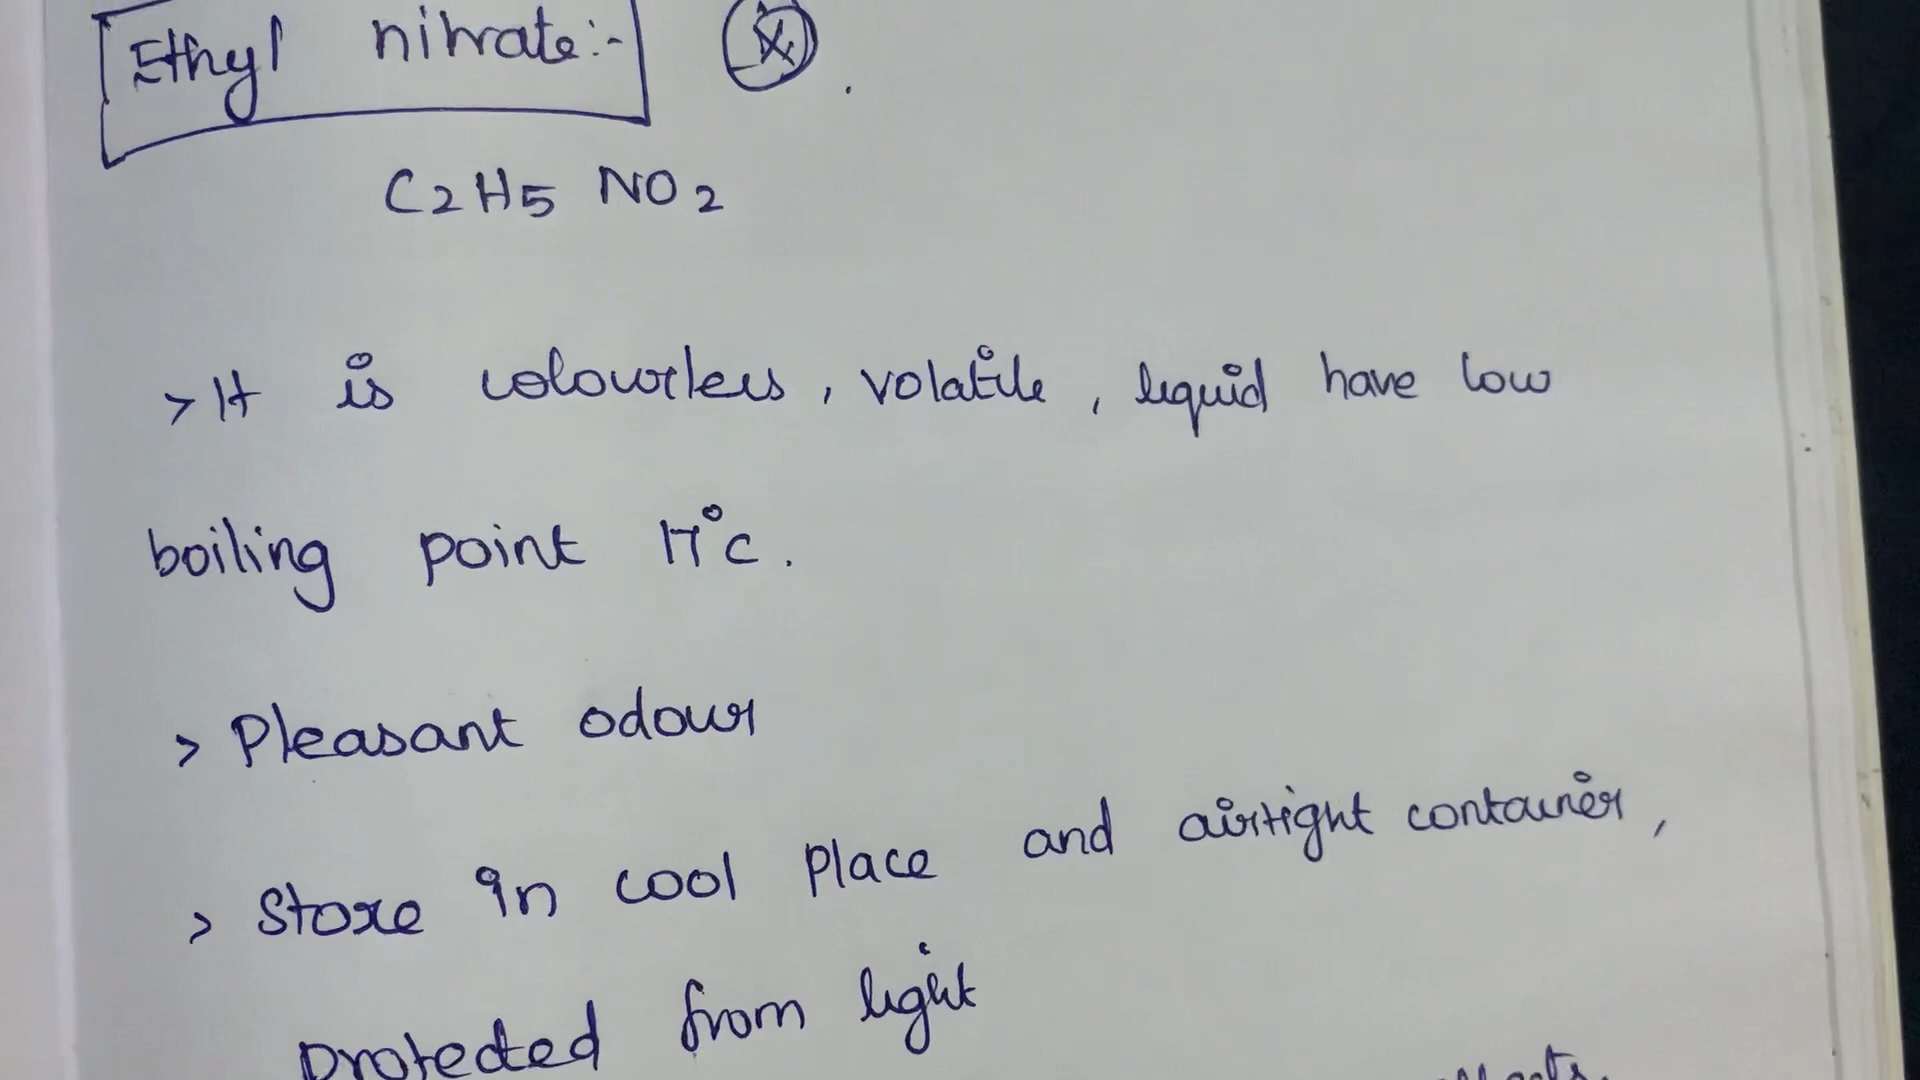 Ethyl nitrate:-
C2H5 NO2
> It is colourless, volatile, liquid have low
boiling point 17°c.
> Pleasant odour
> Store in cool place and airtight container,
protected from light